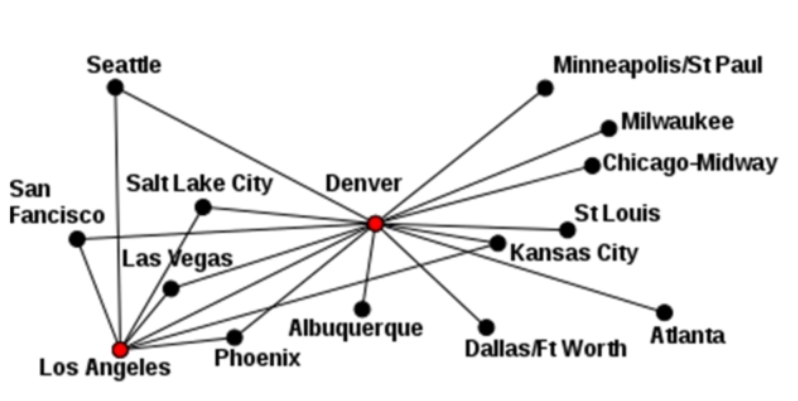 Seattle
Minneapolis/St Paul
Milwaukee
Chicago-Midway
Salt Lake City
Denver
San
Fancisco
St Louis
Kansas City
Las Vegas
Albuquerque
Atlanta
Dallas/Ft Worth
Phoenix
Los Angeles